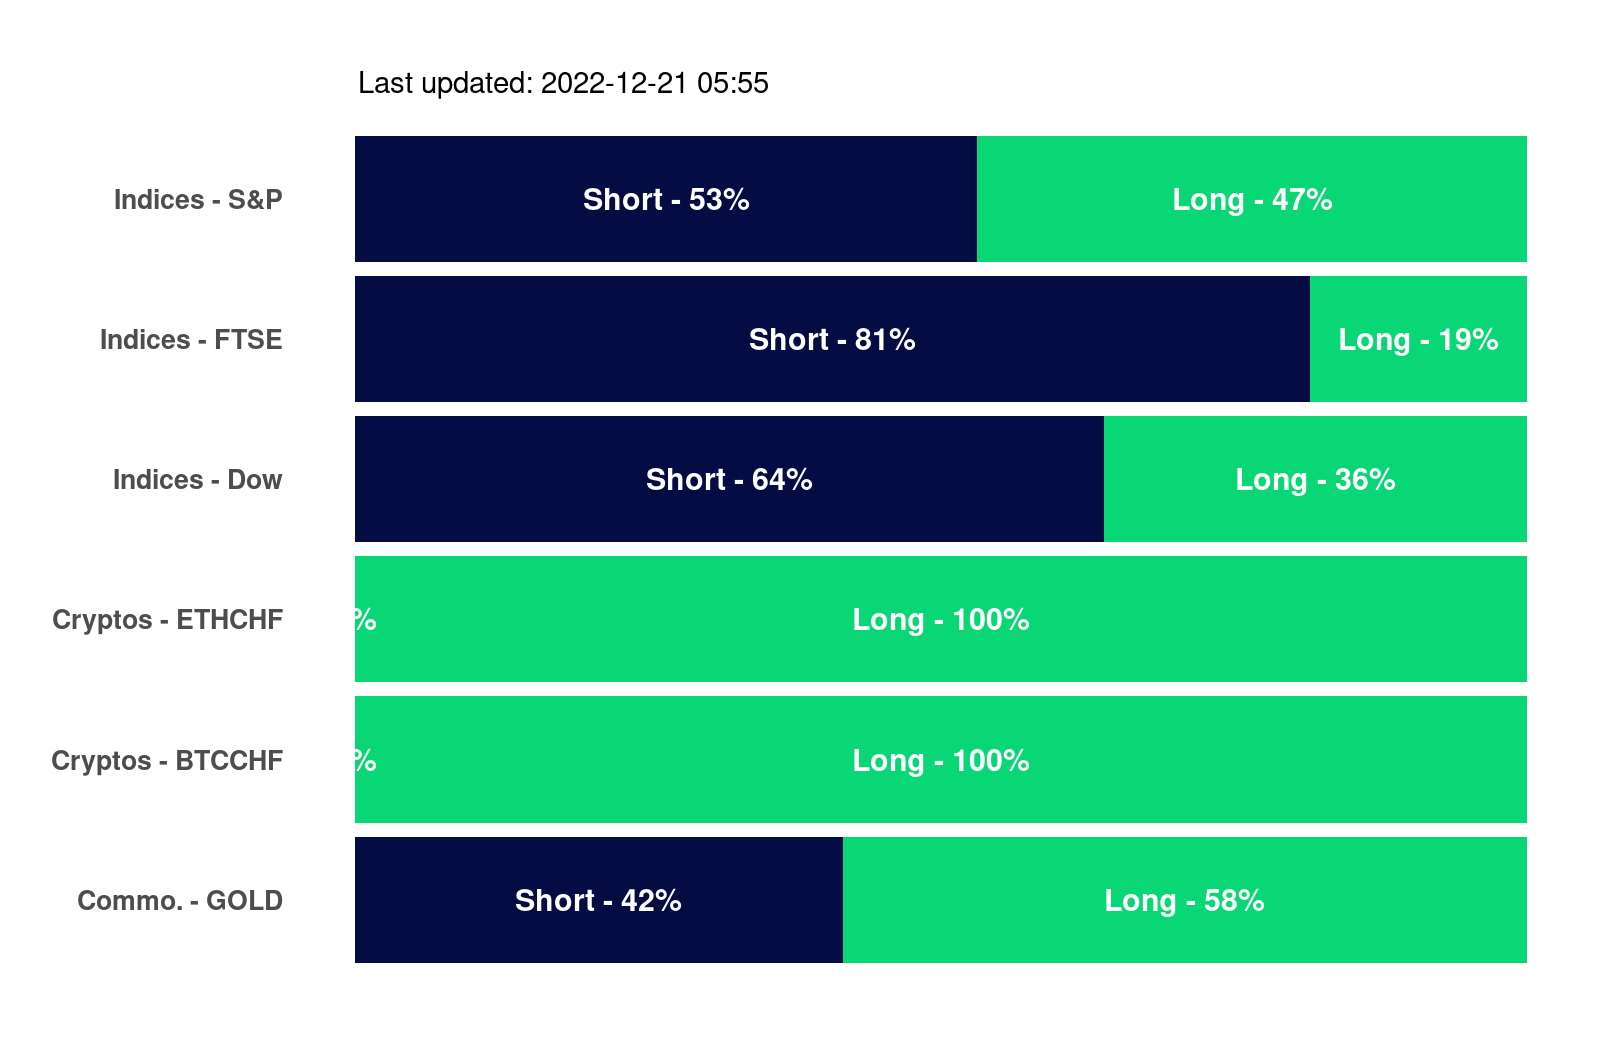 Last updated: 2022-12-21 05:55
Indices - S&P Short - 53% Long - 47%
Indices - FTSE Short - 81% Long - 19%
Indices - Dow Short - 64% Long - 36%
Cryptos - ETHCHF % Long - 100%
Cryptos - BTCCHF % Long - 100%
Commo. - GOLD Short - 42% Long - 58%